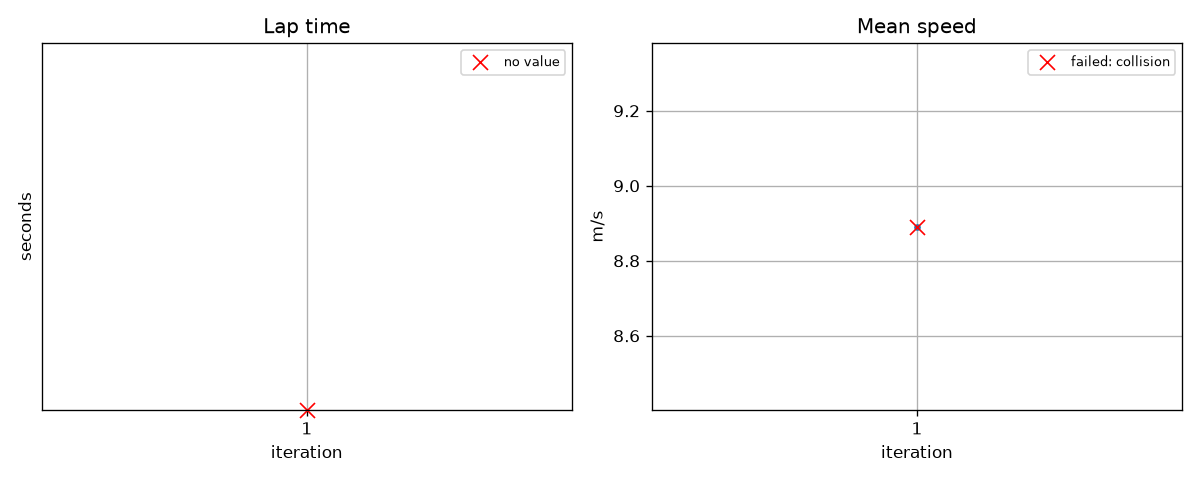 Lap time
no value
seconds
1
iteration
Mean speed
failed: collision
9.2
9.0
8.8
8.6
m/s
1
iteration